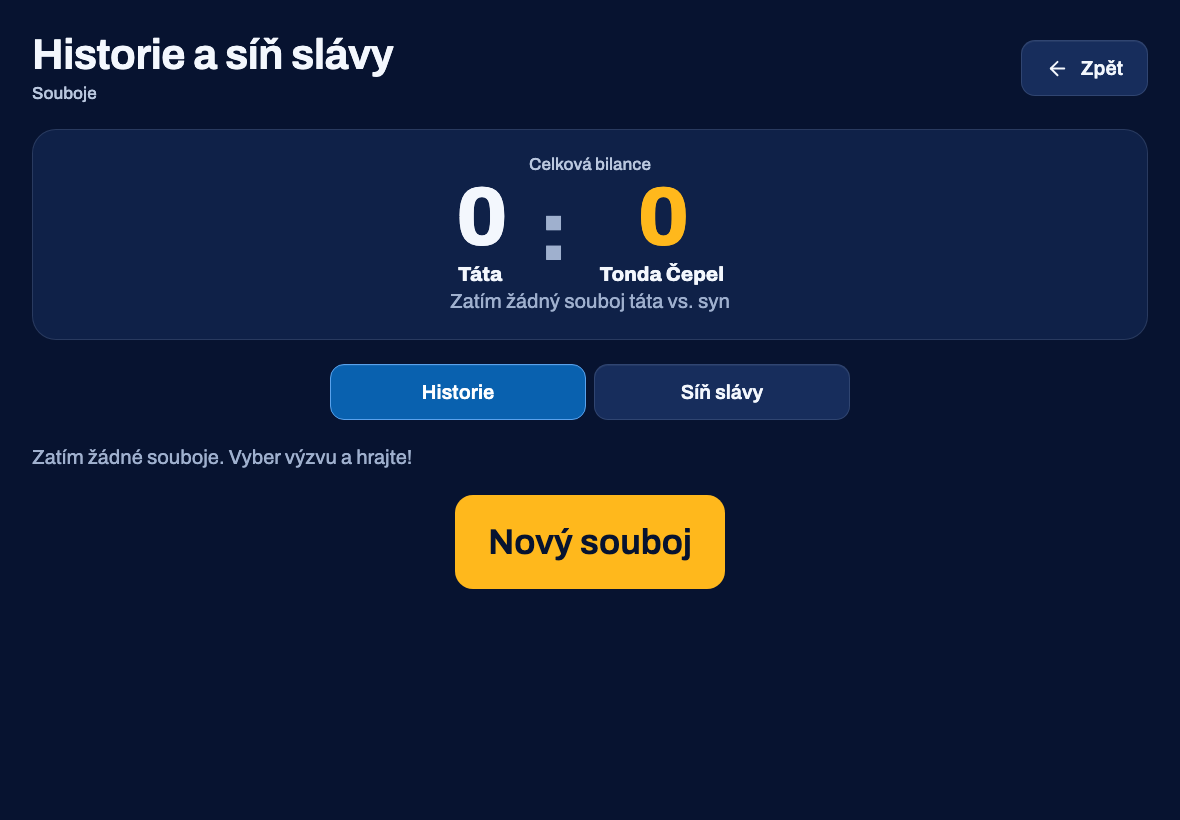 Historie a síň slávy
Souboje
Zpět
Celková bilance
0 : 0
Táta Tonda Čepel
Zatím žádný souboj táta vs. syn
Historie
Síň slávy
Zatím žádné souboje. Vyber výzvu a hrajte!
Nový souboj